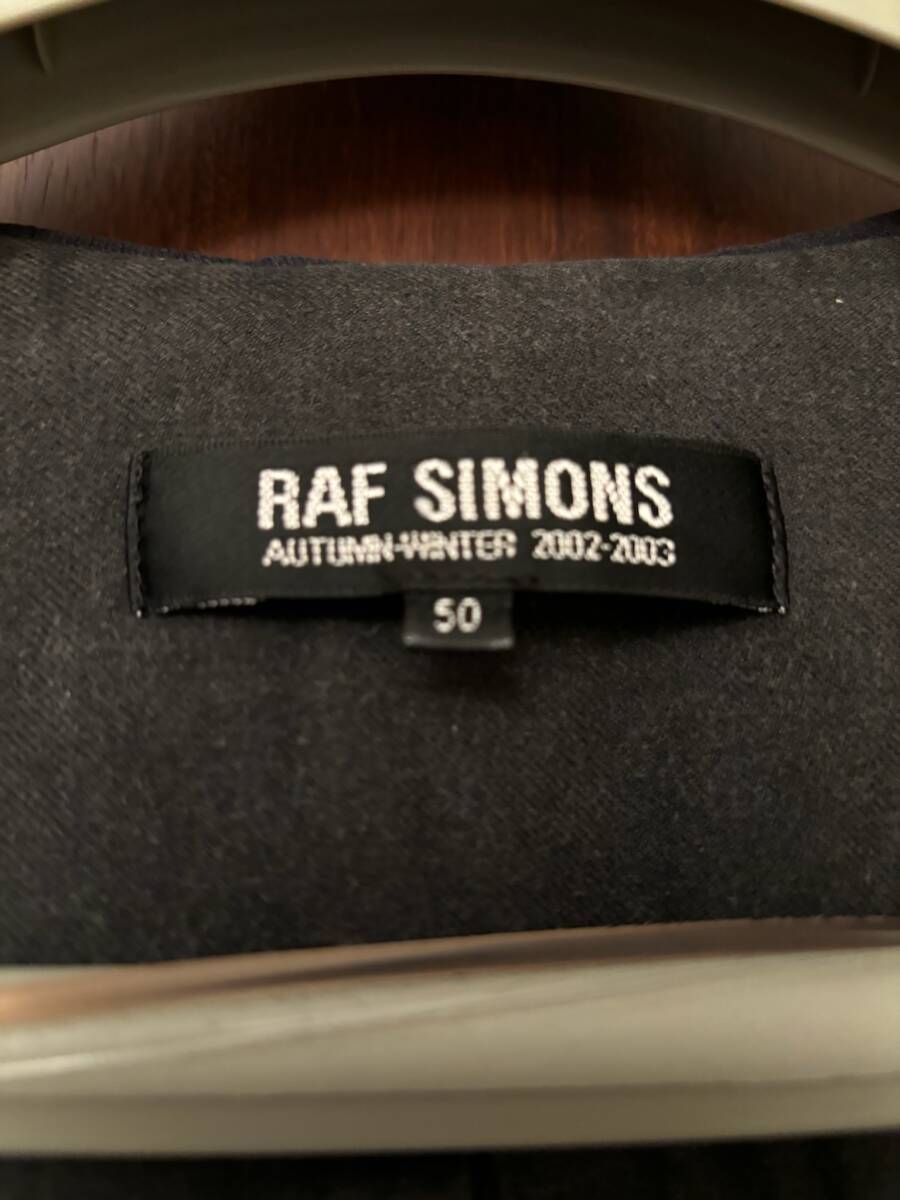 RAF SIMONS
AUTUMN-WINTER 2002-2003
50